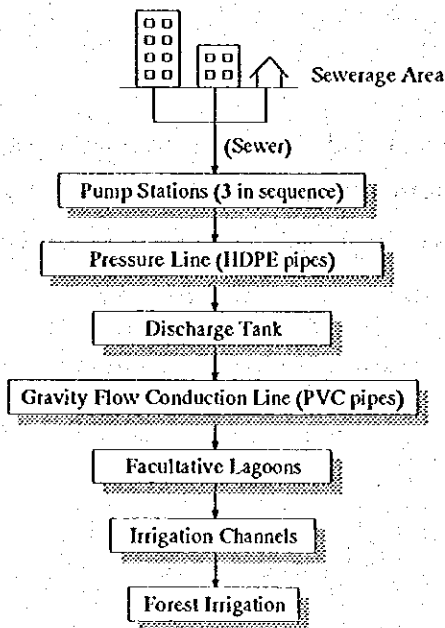 Sewerage Area
(Sewer)
Pump Stations (3 in sequence)
Pressure Line (HDPE pipes)
Discharge Tank
Gravity Flow Conduction Line (PVC pipes)
Facultative Lagoons
Irrigation Channels
Forest Irrigation